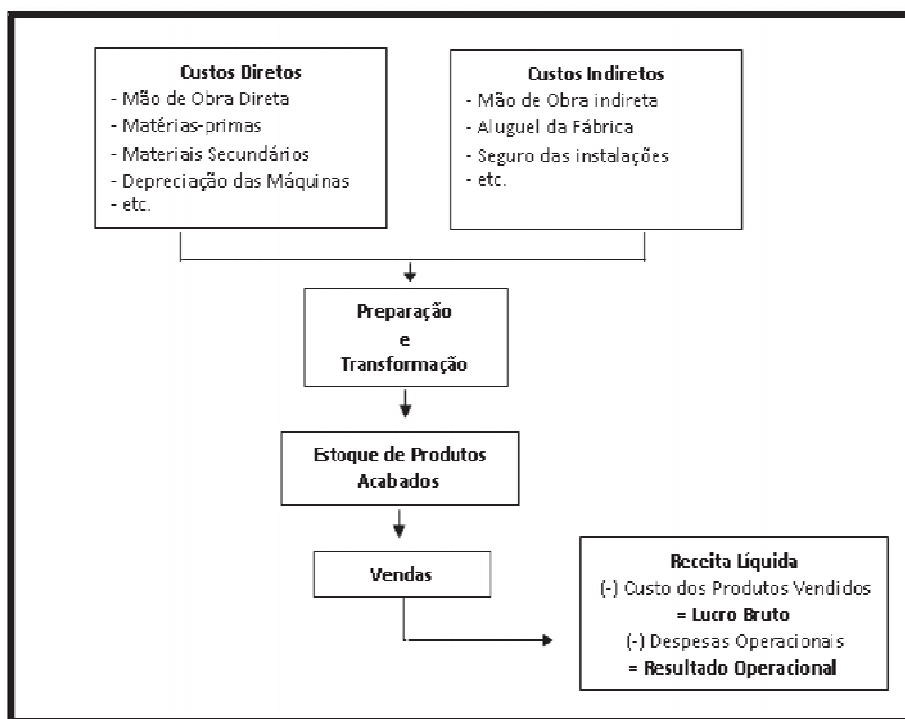 Custos Diretos
- Mão de Obra Direta
- Matérias-primas
- Materiais Secundários
- Depreciação das Máquinas
- etc.
Custos Indiretos
- Mão de Obra indireta
- Aluguel da Fábrica
- Seguro das instalações
- etc.
Preparação
e
Transformação
Estoque de Produtos
Acabados
Vendas
Receita Líquida
(-) Custo dos Produtos Vendidos
= Lucro Bruto
(-) Despesas Operacionais
= Resultado Operacional